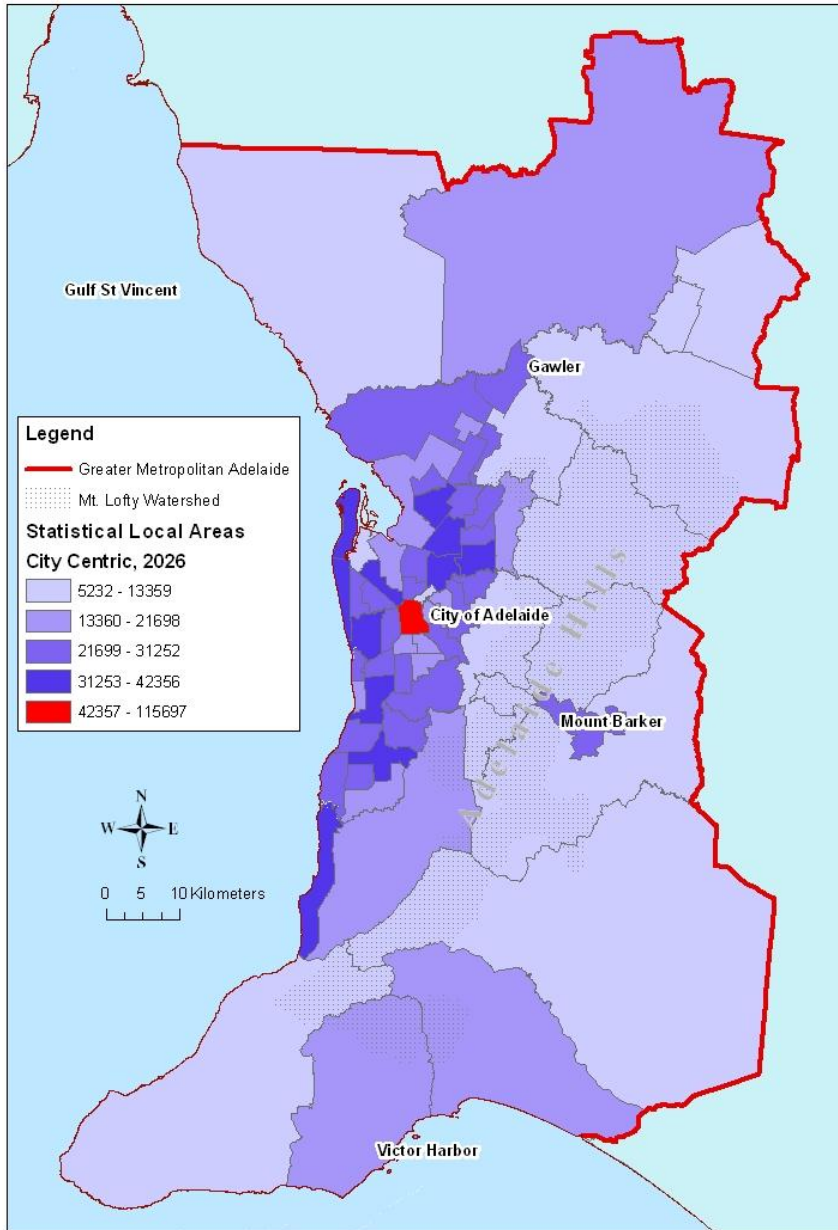 Gulf St Vincent
Gawler
Legend
Greater Metropolitan Adelaide
Mt. Lofty Watershed
Statistical Local Areas
City Centric, 2026
5232 - 13359
13360 - 21698
21699 - 31252
31253 - 42356
42357 - 115697
City of Adelaide
Adelaide Hills
Mount Barker
N
W E
S
0 5 10 Kilometers
Victor Harbor